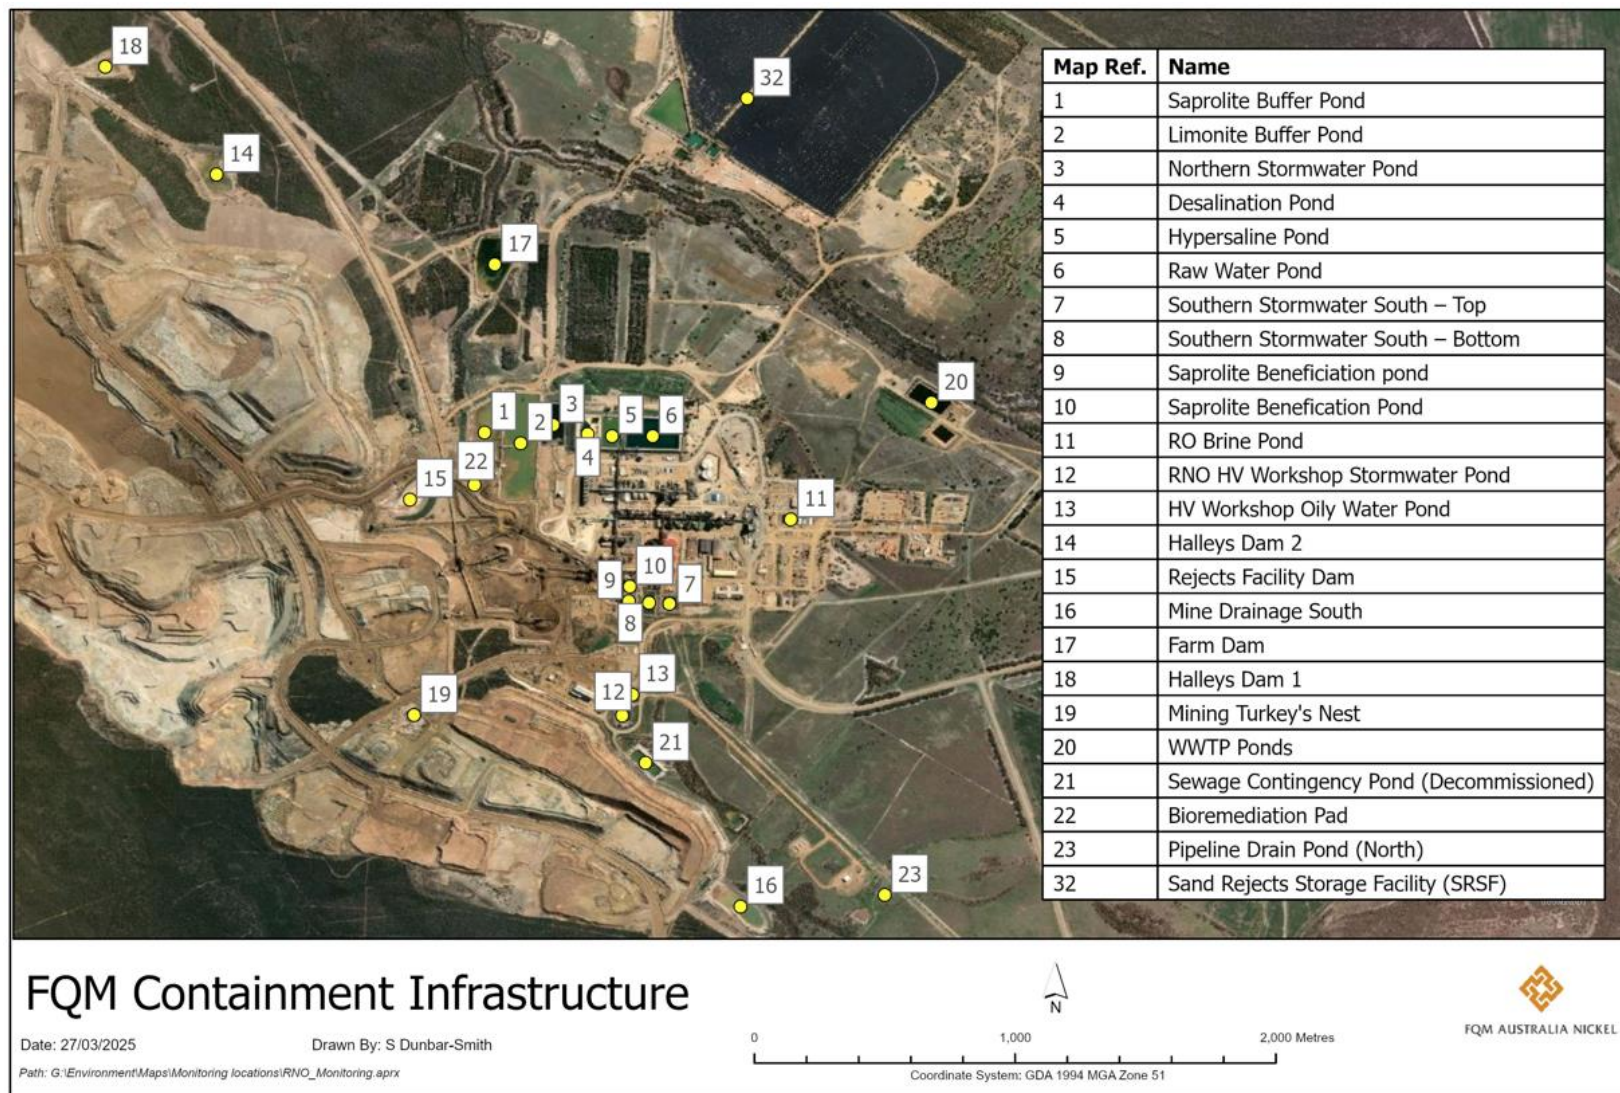 18
32
14
17
20
1
2
3
5
6
4
22
15
11
10
9
7
8
13
12
19
21
16
23
Map Ref. Name
1 Saprolite Buffer Pond
2 Limonite Buffer Pond
3 Northern Stormwater Pond
4 Desalination Pond
5 Hypersaline Pond
6 Raw Water Pond
7 Southern Stormwater South – Top
8 Southern Stormwater South – Bottom
9 Saprolite Beneficiation pond
10 Saprolite Benefication Pond
11 RO Brine Pond
12 RNO HV Workshop Stormwater Pond
13 HV Workshop Oily Water Pond
14 Halleys Dam 2
15 Rejects Facility Dam
16 Mine Drainage South
17 Farm Dam
18 Halleys Dam 1
19 Mining Turkey's Nest
20 WWTP Ponds
21 Sewage Contingency Pond (Decommissioned)
22 Bioremediation Pad
23 Pipeline Drain Pond (North)
32 Sand Rejects Storage Facility (SRSF)
FQM Containment Infrastructure
Date: 27/03/2025
Drawn By: S Dunbar-Smith
Path: G:\Environment\Maps\Monitoring locations\RNO_Monitoring.aprx
N
0 1,000 2,000 Metres
Coordinate System: GDA 1994 MGA Zone 51
FQM AUSTRALIA NICKEL